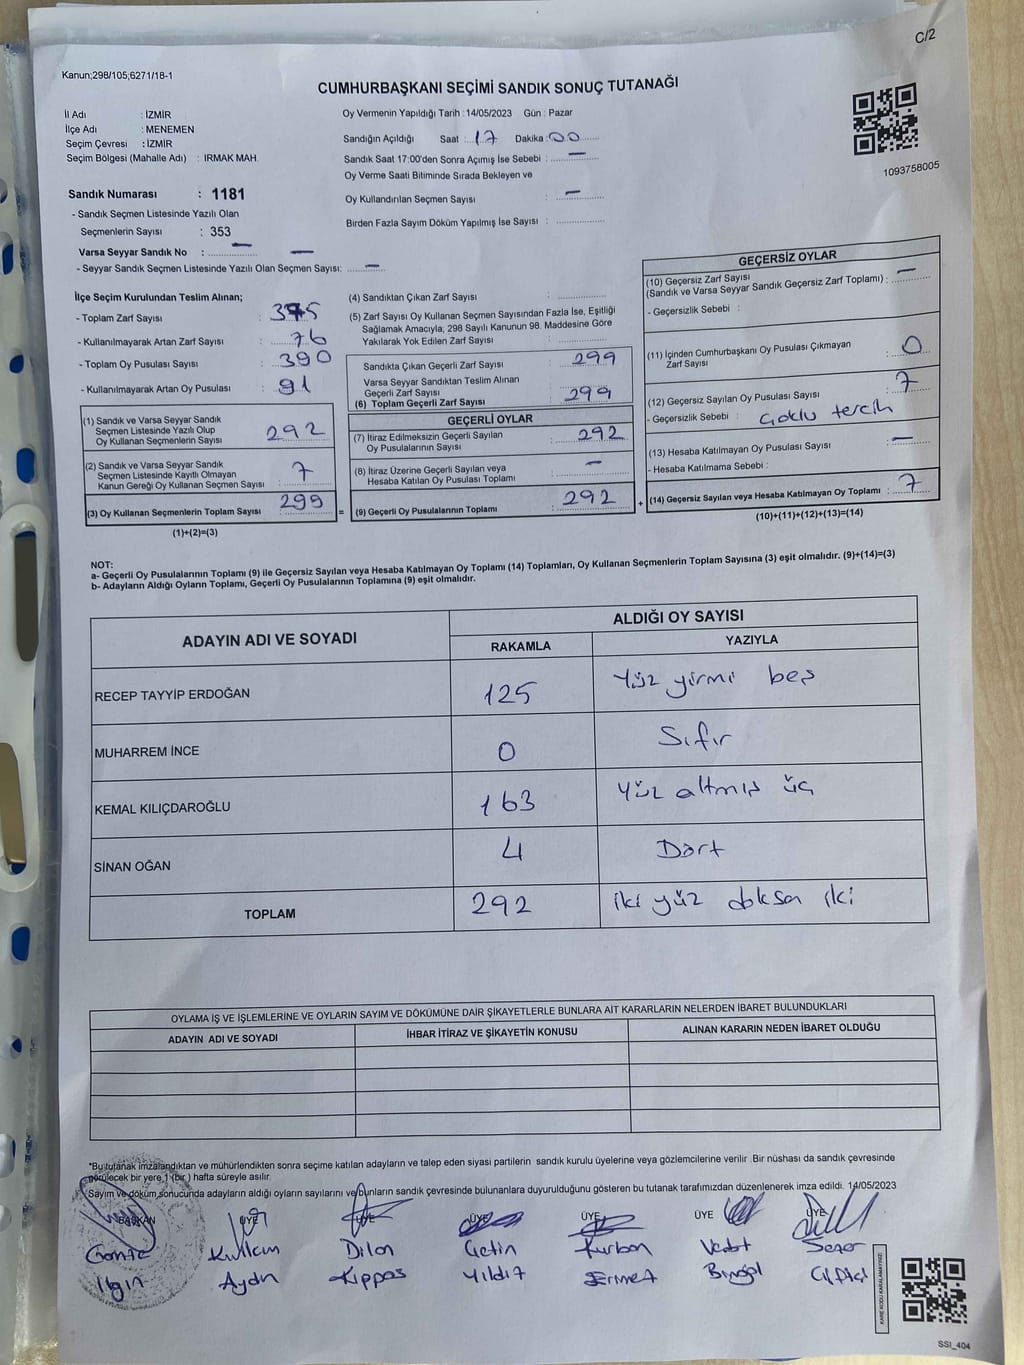 C/2
Kanun;298/105;6271/18-1
CUMHURBAŞKANI SEÇİMİ SANDIK SONUÇ TUTANAĞI
İl Adı : İZMİR
İlçe Adı : MENEMEN
Seçim Çevresi : İZMİR
Seçim Bölgesi (Mahalle Adı) : IRMAK MAH.
Oy Vermenin Yapıldığı Tarih : 14/05/2023 Gün : Pazar
Sandığın Açıldığı Saat : 17 Dakika : 00
Sandık Saat 17:00'den Sonra Açımış İse Sebebi : —
Oy Verme Saati Bitiminde Sırada Bekleyen ve
Oy Kullandırılan Seçmen Sayısı : —
Birden Fazla Sayım Döküm Yapılmış İse Sayısı :
1093758005
Sandık Numarası : 1181
- Sandık Seçmen Listesinde Yazılı Olan
Seçmenlerin Sayısı : 353
Varsa Seyyar Sandık No : — —
- Seyyar Sandık Seçmen Listesinde Yazılı Olan Seçmen Sayısı: —
İlçe Seçim Kurulundan Teslim Alınan;
- Toplam Zarf Sayısı : 375
- Kullanılmayarak Artan Zarf Sayısı : 76
- Toplam Oy Pusulası Sayısı : 390
- Kullanılmayarak Artan Oy Pusulası : 91
(1) Sandık ve Varsa Seyyar Sandık
Seçmen Listesinde Yazılı Olup
Oy Kullanan Seçmenlerin Sayısı : 292
(2) Sandık ve Varsa Seyyar Sandık
Seçmen Listesinde Kayıtlı Olmayan
Kanun Gereği Oy Kullanan Seçmen Sayısı : 7
(3) Oy Kullanan Seçmenlerin Toplam Sayısı : 299
(1)+(2)=(3)
(4) Sandıktan Çıkan Zarf Sayısı :
(5) Zarf Sayısı Oy Kullanan Seçmen Sayısından Fazla İse, Eşitliği
Sağlamak Amacıyla; 298 Sayılı Kanunun 98. Maddesine Göre
Yakılarak Yok Edilen Zarf Sayısı :
Sandıkta Çıkan Geçerli Zarf Sayısı : 299
Varsa Seyyar Sandıktan Teslim Alınan
Geçerli Zarf Sayısı
(6) Toplam Geçerli Zarf Sayısı : 299
GEÇERLİ OYLAR
(7) İtiraz Edilmeksizin Geçerli Sayılan
Oy Pusulalarının Sayısı : 292
(8) İtiraz Üzerine Geçerli Sayılan veya
Hesaba Katılan Oy Pusulası Toplamı : —
= (9) Geçerli Oy Pusulalarının Toplamı : 292
GEÇERSİZ OYLAR
(10) Geçersiz Zarf Sayısı
(Sandık ve Varsa Seyyar Sandık Geçersiz Zarf Toplamı) : —
- Geçersizlik Sebebi :
(11) İçinden Cumhurbaşkanı Oy Pusulası Çıkmayan
Zarf Sayısı : 0
(12) Geçersiz Sayılan Oy Pusulası Sayısı : 7
- Geçersizlik Sebebi : Çoklu tercih
(13) Hesaba Katılmayan Oy Pusulası Sayısı : —
- Hesaba Katılmama Sebebi :
+ (14) Geçersiz Sayılan veya Hesaba Katılmayan Oy Toplamı : 7
(10)+(11)+(12)+(13)=(14)
NOT:
a- Geçerli Oy Pusulalarının Toplamı (9) ile Geçersiz Sayılan veya Hesaba Katılmayan Oy Toplamı (14) Toplamları, Oy Kullanan Seçmenlerin Toplam Sayısına (3) eşit olmalıdır. (9)+(14)=(3)
b- Adayların Aldığı Oyların Toplamı, Geçerli Oy Pusulalarının Toplamına (9) eşit olmalıdır.
ADAYIN ADI VE SOYADI
ALDIĞI OY SAYISI
RAKAMLA YAZIYLA
RECEP TAYYİP ERDOĞAN 125 Yüz yirmi beş
MUHARREM İNCE 0 Sıfır
KEMAL KILIÇDAROĞLU 163 Yüz altmış üç
SİNAN OĞAN 4 Dört
TOPLAM 292 iki yüz doksan iki
OYLAMA İŞ VE İŞLEMLERİNE VE OYLARIN SAYIM VE DÖKÜMÜNE DAİR ŞİKAYETLERLE BUNLARA AİT KARARLARIN NELERDEN İBARET BULUNDUKLARI
ADAYIN ADI VE SOYADI İHBAR İTİRAZ VE ŞİKAYETİN KONUSU ALINAN KARARIN NEDEN İBARET OLDUĞU
*Bu tutanak imzalandıktan ve mühürlendikten sonra seçime katılan adayların ve talep eden siyasi partilerin sandık kurulu üyelerine veya gözlemcilerine verilir .Bir nüshası da sandık çevresinde
görülecek bir yere 1 (bir ) hafta süreyle asılır.
Sayım ve döküm sonucunda adayların aldığı oyların sayılarını ve bunların sandık çevresinde bulunanlara duyurulduğunu gösteren bu tutanak tarafımızdan düzenlenerek imza edildi. 14/05/2023
BAŞKAN ÜYE ÜYE ÜYE ÜYE ÜYE ÜYE
Dilan Çetin Kurban Vedat Sezer
Ilgın Aydın Yıldız Bingöl
KARE KODU KARALAMAYINIZ!
SSI_404